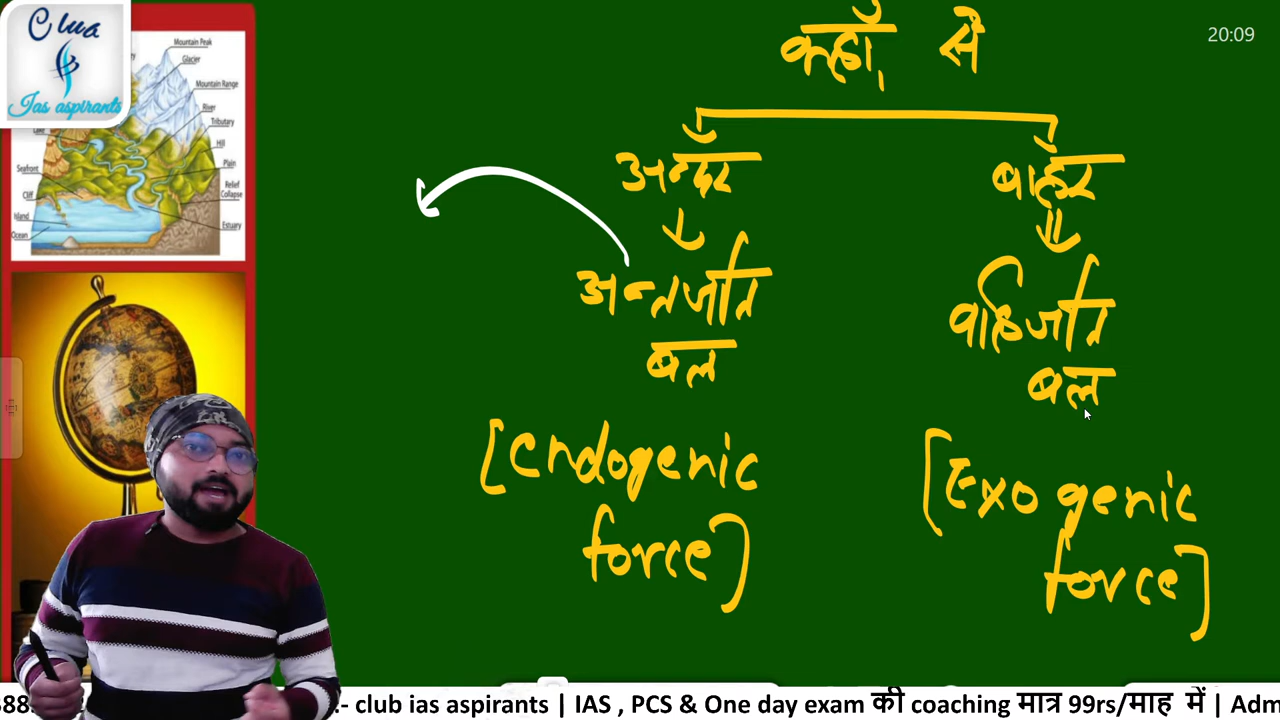 Clua
Ias aspirants
Mountain Peak
Glacier
Mountain Range
River
Tributary
Hill
Plain
Relief
Collapse
Estuary
Lake
Seafront
Cliff
Island
Ocean
20:09
कहाँ से
अन्दर
बाहर
अन्तर्जात
बल
बहिर्जात
बल
[endogenic
force]
[Exogenic
force]
- club ias aspirants | IAS , PCS & One day exam की coaching मात्र 99rs/माह में | Adm